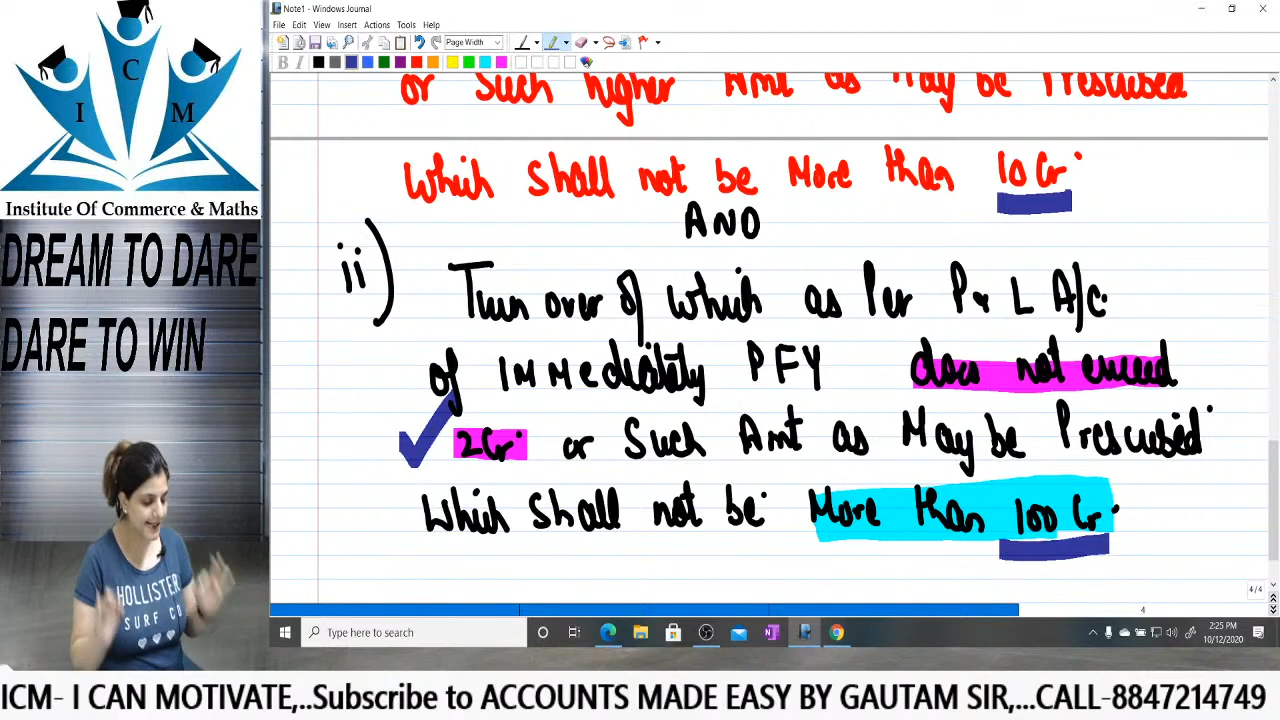 Note1 - Windows Journal
File Edit View Insert Actions Tools Help
Page Width
B I
I C M
Institute Of Commerce & Maths
DREAM TO DARE
DARE TO WIN
HOLLISTER
SURF CO
or Such higher Amt as May be Prescribed
Which shall not be More than 10 Cr.
AND
ii) Turn over of which as Per P & L A/c.
of IMMediately PFY does not exceed
2Cr. or Such Amt as May be Prescribed
Which shall not be More than 100 Cr.
4/4
4
Type here to search
2:25 PM
10/12/2020
ICM- I CAN MOTIVATE,..Subscribe to ACCOUNTS MADE EASY BY GAUTAM SIR,...CALL-8847214749